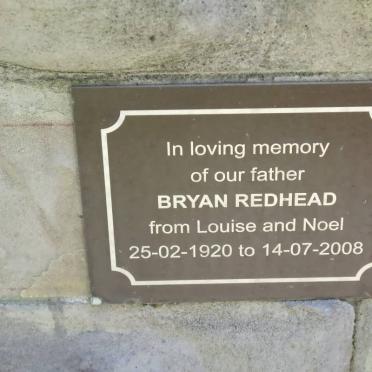 In loving memory
of our father
BRYAN REDHEAD
from Louise and Noel
25-02-1920 to 14-07-2008